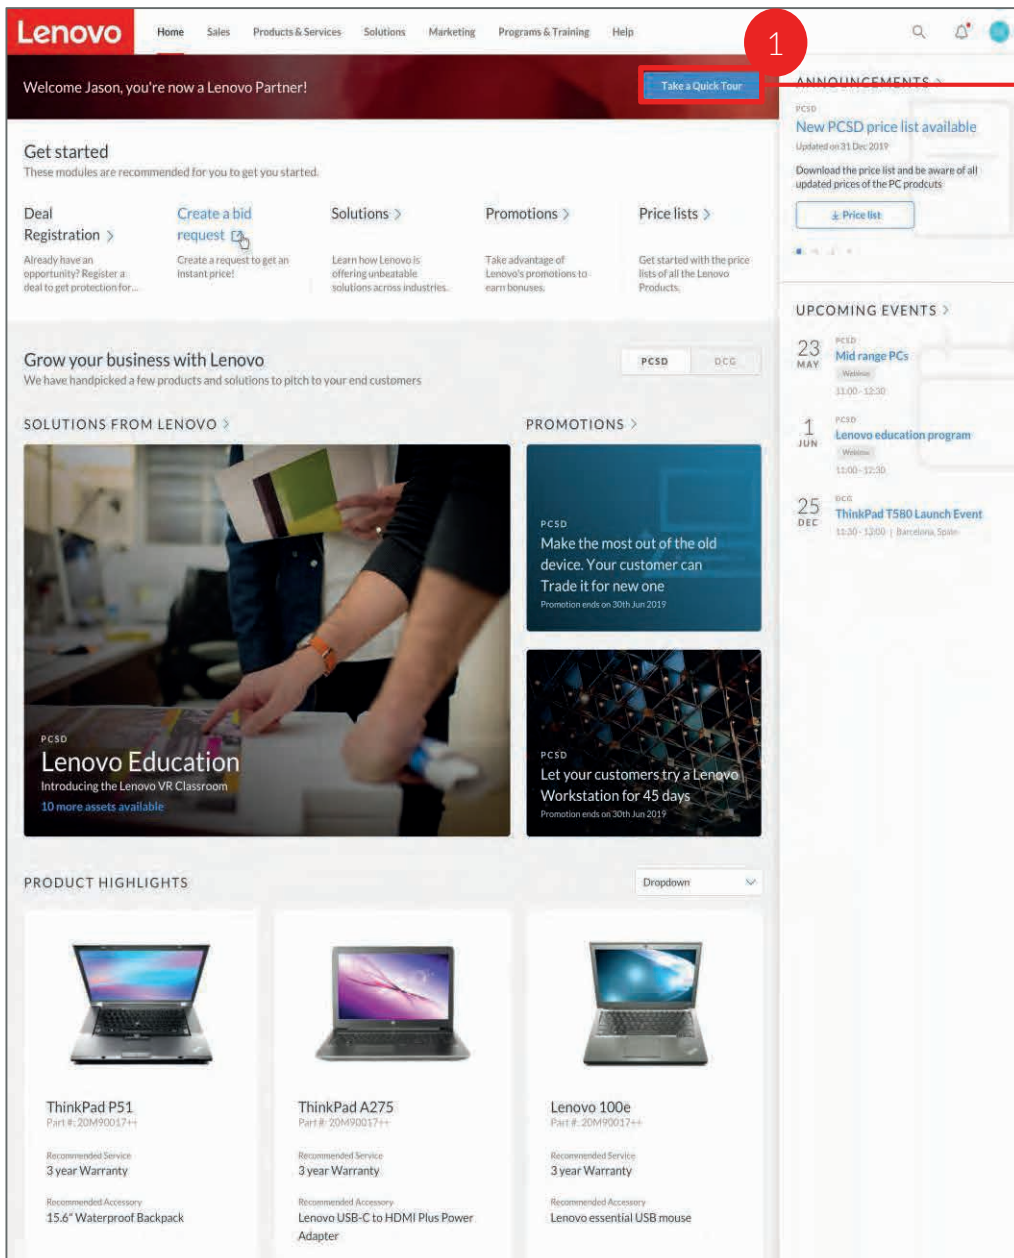 Lenovo
Home Sales Products & Services Solutions Marketing Programs & Training Help
1
Welcome Jason, you're now a Lenovo Partner!
Take a Quick Tour
Get started
These modules are recommended for you to get you started.
Deal
Registration >
Already have an
opportunity? Register a
deal to get protection for...
Create a bid
request
Create a request to get an
instant price!
Solutions >
Learn how Lenovo is
offering unbeatable
solutions across industries.
Promotions >
Take advantage of
Lenovo's promotions to
earn bonuses.
Price lists >
Get started with the price
lists of all the Lenovo
Products.
Grow your business with Lenovo
We have handpicked a few products and solutions to pitch to your end customers
PCSD DCG
SOLUTIONS FROM LENOVO >
PCSD
Lenovo Education
Introducing the Lenovo VR Classroom
10 more assets available
PROMOTIONS >
PCSD
Make the most out of the old
device. Your customer can
Trade it for new one
Promotion ends on 30th Jun 2019
PCSD
Let your customers try a Lenovo
Workstation for 45 days
Promotion ends on 30th Jun 2019
PRODUCT HIGHLIGHTS
Dropdown
ThinkPad P51
Part #: 20M90017++
Recommended Service
3 year Warranty
Recommended Accessory
15.6" Waterproof Backpack
ThinkPad A275
Part #: 20M90017++
Recommended Service
3 year Warranty
Recommended Accessory
Lenovo USB-C to HDMI Plus Power
Adapter
Lenovo 100e
Part #: 20M90017++
Recommended Service
3 year Warranty
Recommended Accessory
Lenovo essential USB mouse
ANNOUNCEMENTS >
PCSD
New PCSD price list available
Updated on 31 Dec 2019
Download the price list and be aware of all
updated prices of the PC prodcuts
Price list
UPCOMING EVENTS >
23
MAY
PCSD
Mid range PCs
Webinar
11:00 - 12:30
1
JUN
PCSD
Lenovo education program
Webinar
11:00 - 12:30
25
DEC
DCG
ThinkPad T580 Launch Event
11:30 - 13:00 | Barcelona, Spain